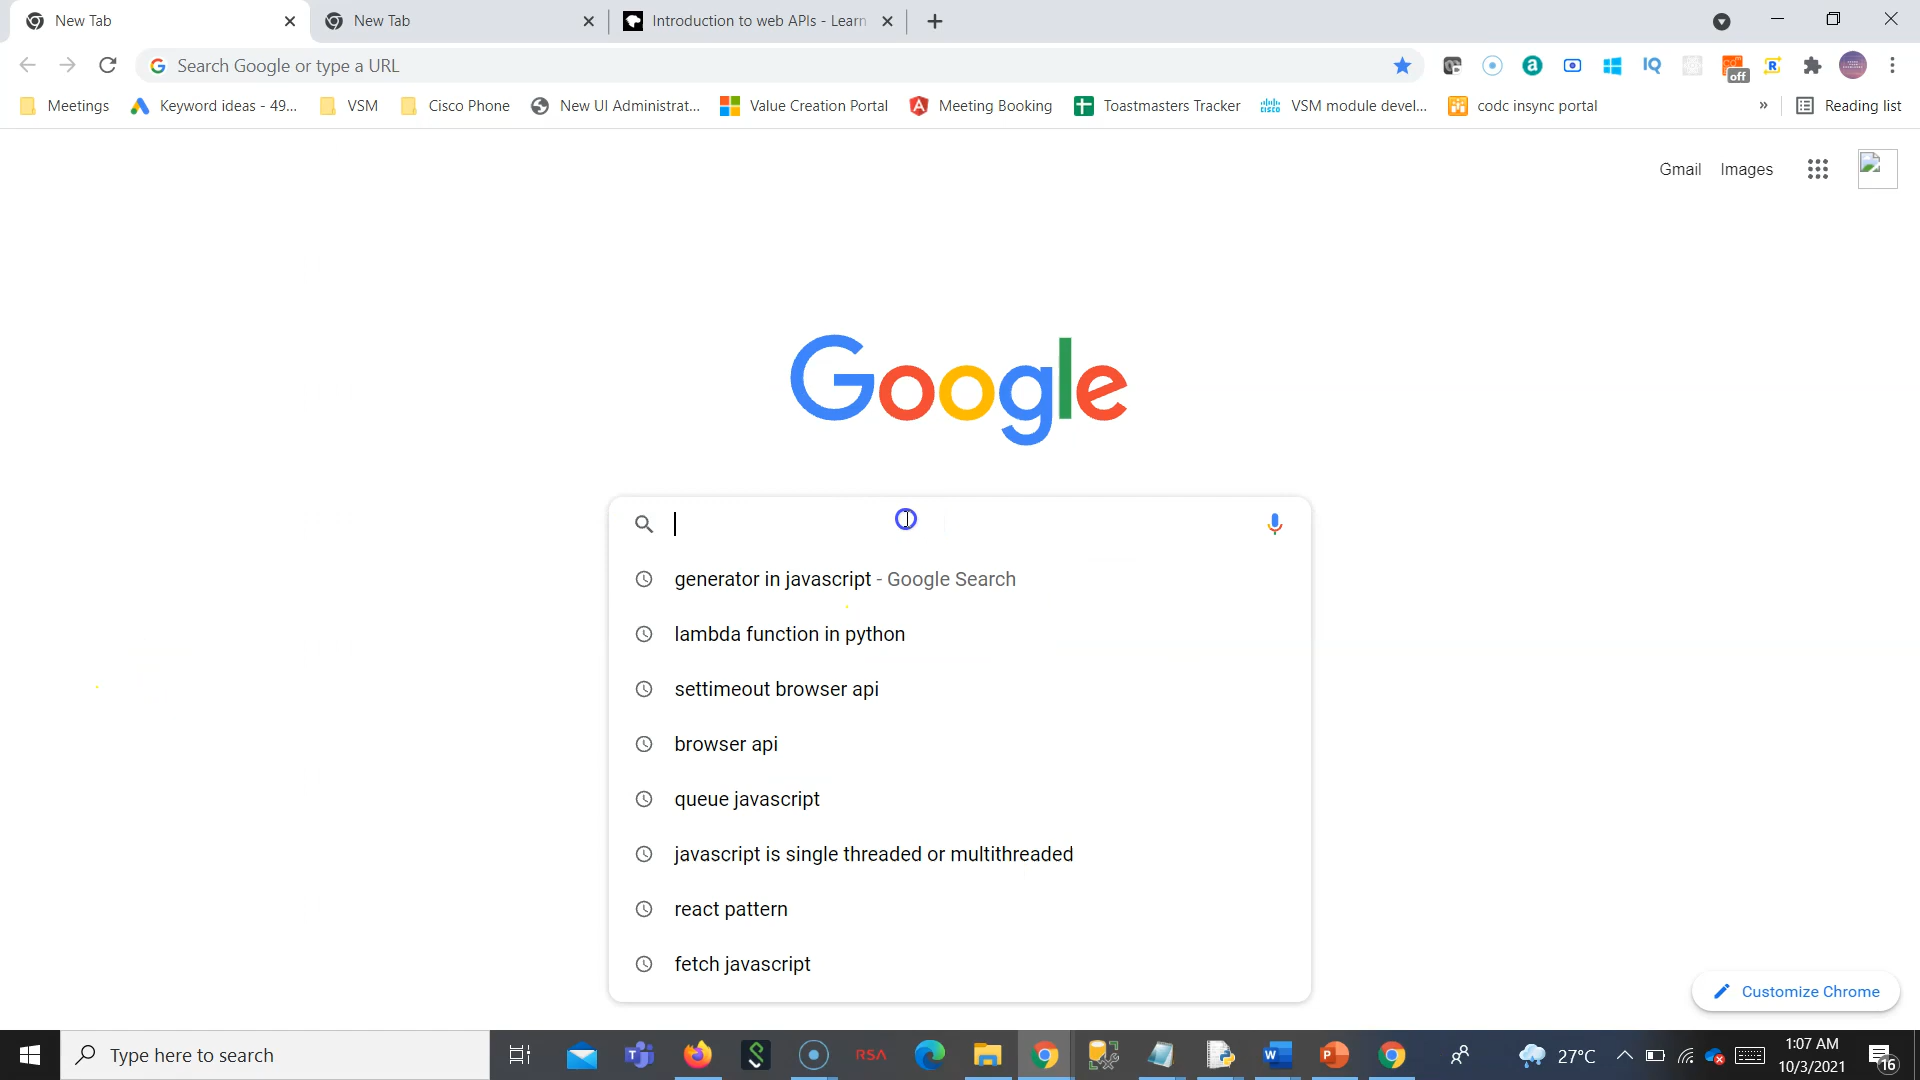 New Tab
New Tab
Introduction to web APIs - Learn
Search Google or type a URL
IQ
a
R
off
Meetings
Keyword ideas - 49...
VSM
Cisco Phone
New UI Administrat...
Value Creation Portal
Meeting Booking
Toastmasters Tracker
VSM module devel...
codc insync portal
»
Reading list
Gmail
Images
Google
generator in javascript - Google Search
lambda function in python
settimeout browser api
browser api
queue javascript
javascript is single threaded or multithreaded
react pattern
fetch javascript
Customize Chrome
Type here to search
RSA
27°C
1:07 AM
10/3/2021
16